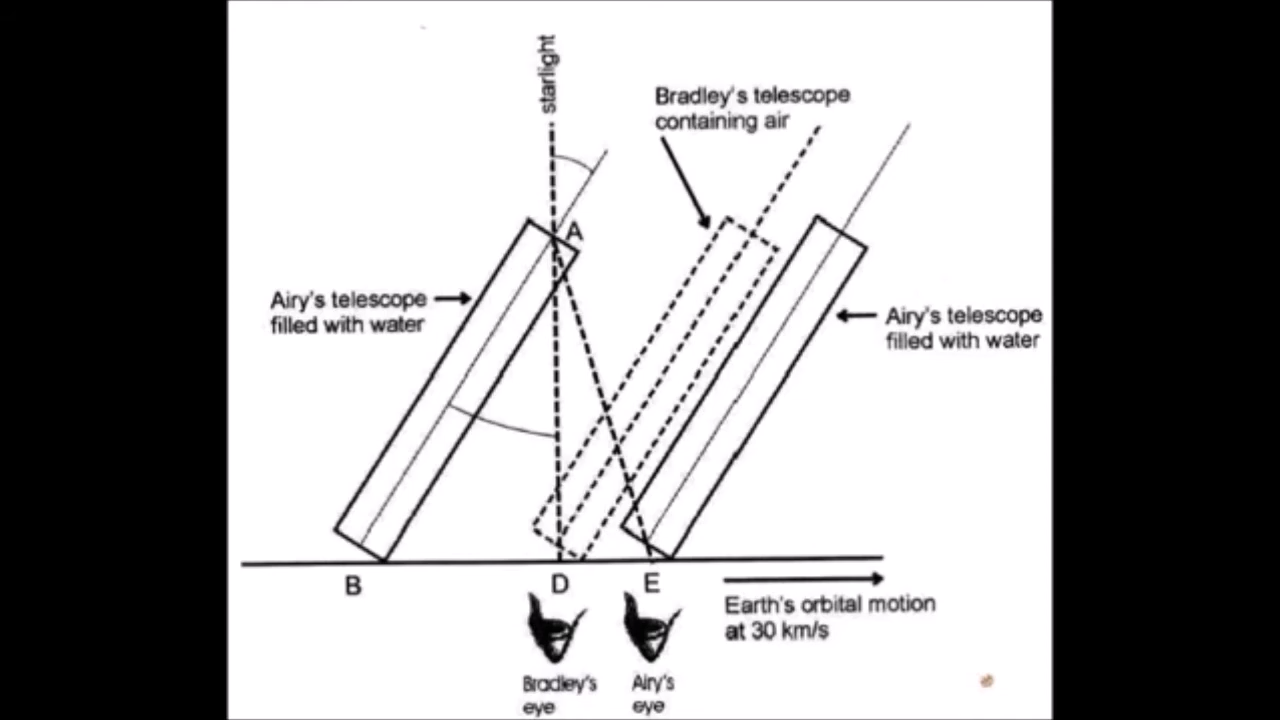 starlight
Bradley's telescope
containing air
A
Airy's telescope
filled with water
Airy's telescope
filled with water
B
D
E
Earth's orbital motion
at 30 km/s
Bradley's
eye
Airy's
eye